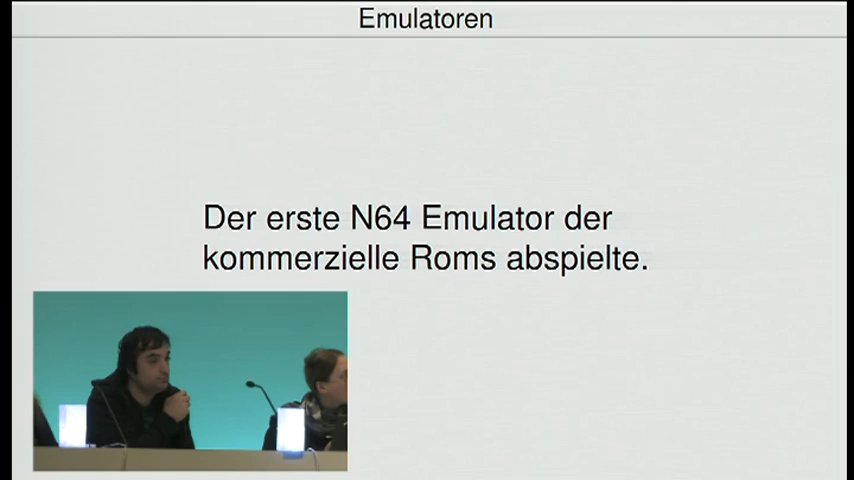 Emulatoren
Der erste N64 Emulator der
kommerzielle Roms abspielte.